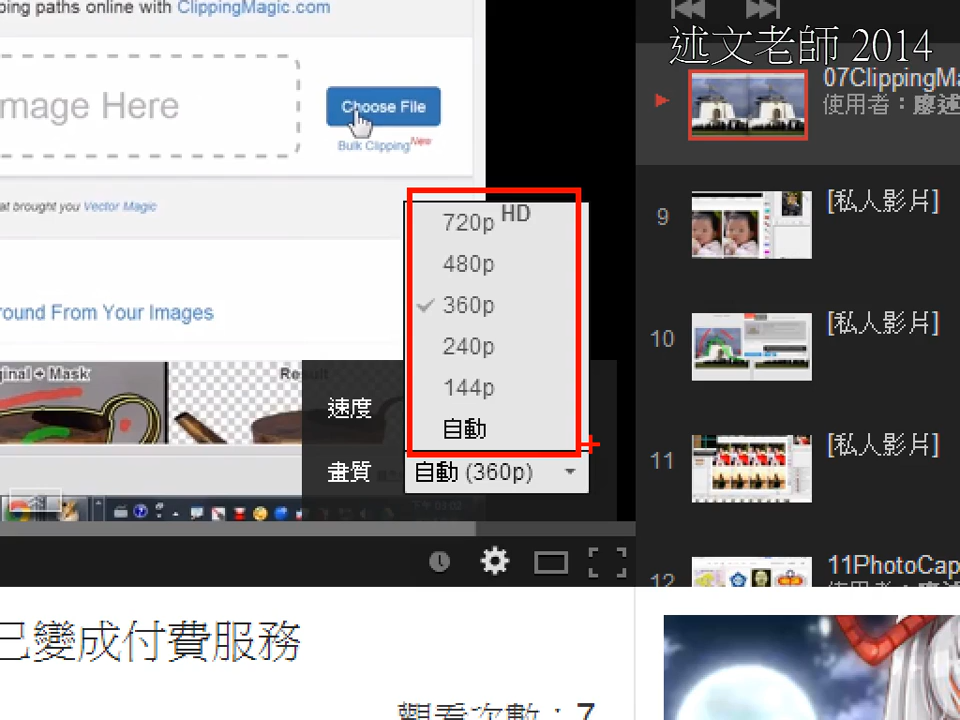 ping paths online with ClippingMagic.com
mage Here
Choose File
Bulk Clipping New
at brought you Vector Magic
round From Your Images
ginal + Mask
Result
720p HD
480p
360p
240p
144p
自動
速度
畫質
自動 (360p)
述文老師 2014
07ClippingMa
使用者：廖述
9
[私人影片]
10
[私人影片]
11
[私人影片]
12
11PhotoCap
使用者：廖述
已變成付費服務
觀看次數：7